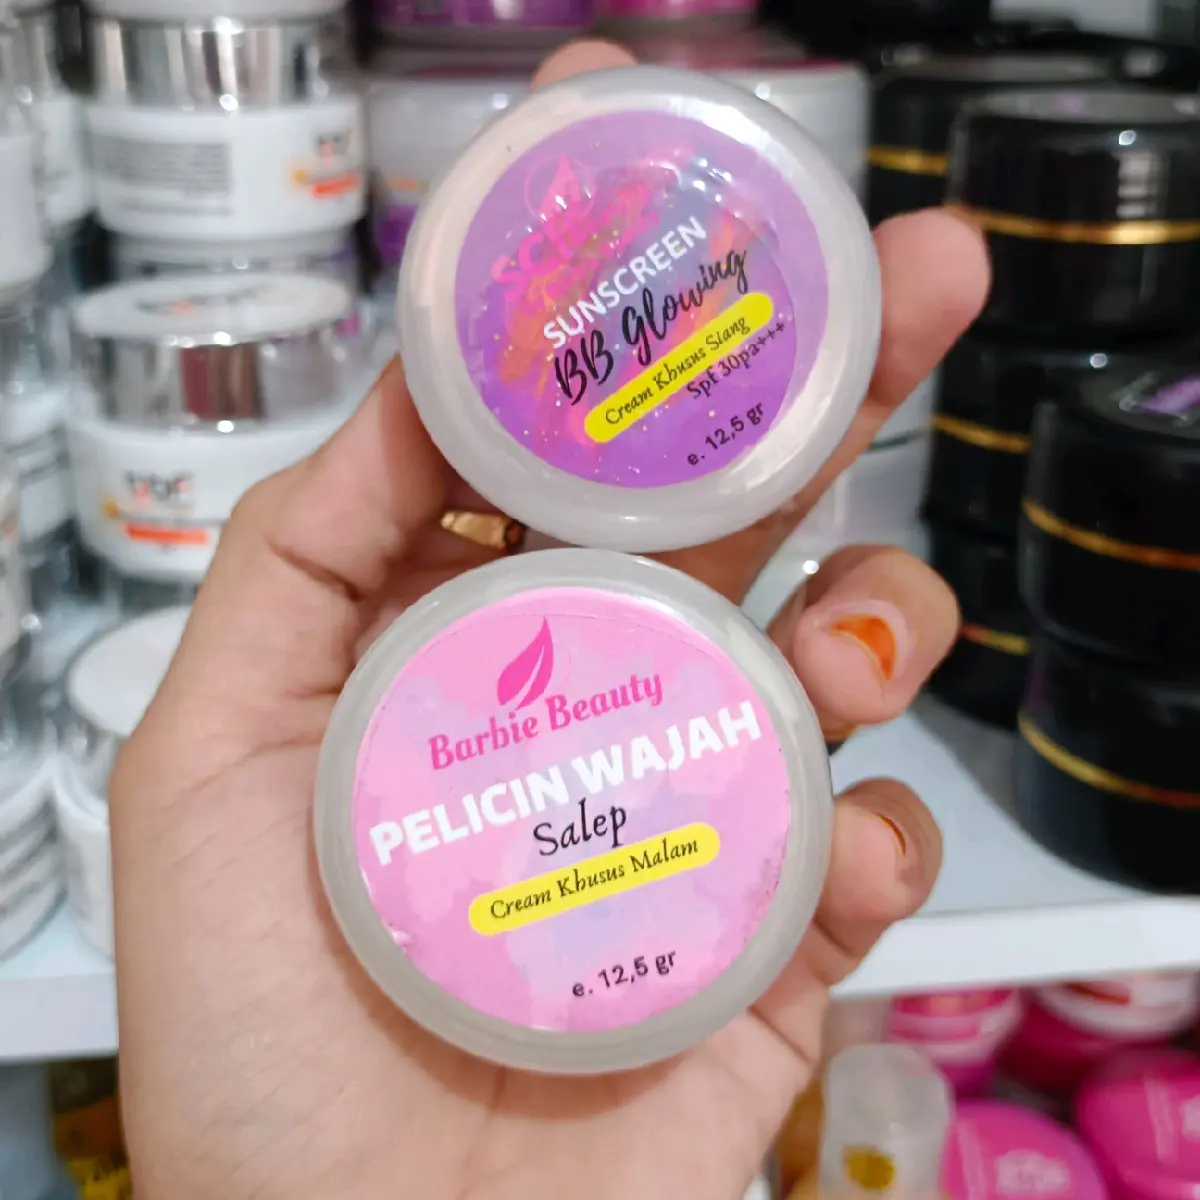 SUNSCREEN
BB Glowing
Cream Khusus Siang
Spf 30pa+++
e. 12,5 gr
Barbie Beauty
PELICIN WAJAH
Salep
Cream Khusus Malam
e. 12,5 gr